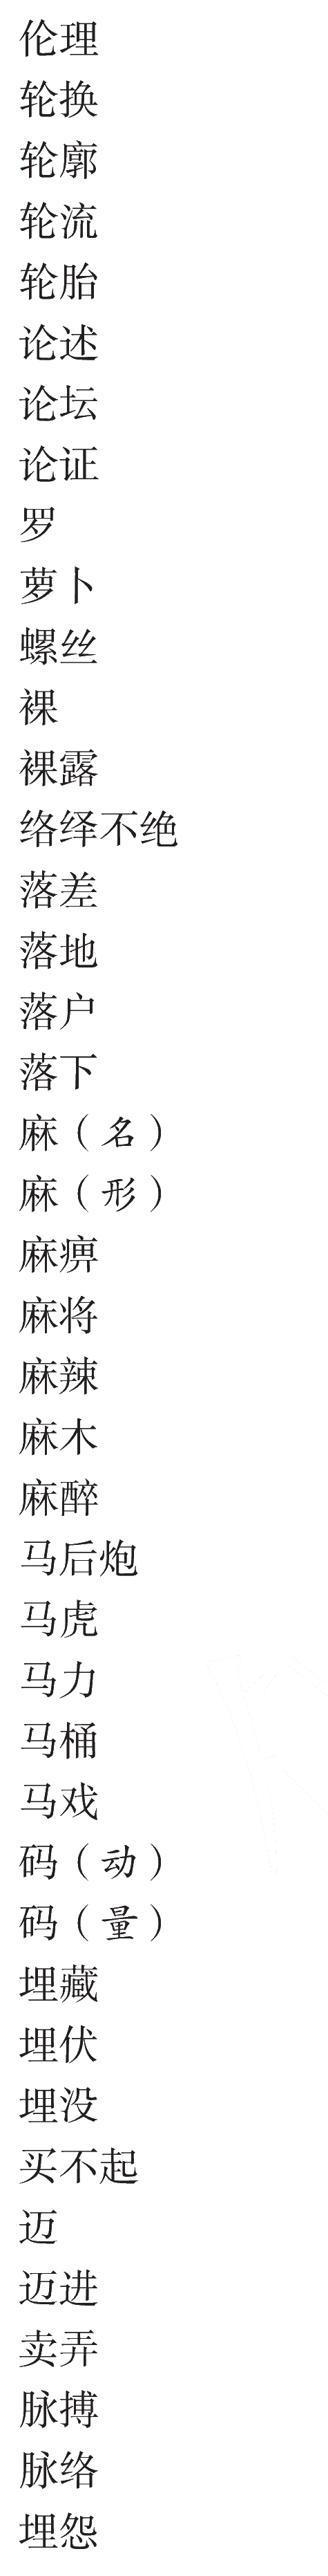 伦理
轮换
轮廓
轮流
轮胎
论述
论坛
论证
罗
萝卜
螺丝
裸
裸露
络绎不绝
落差
落地
落户
落下
麻（名）
麻（形）
麻痹
麻将
麻辣
麻木
麻醉
马后炮
马虎
马力
马桶
马戏
码（动）
码（量）
埋藏
埋伏
埋没
买不起
迈
迈进
卖弄
脉搏
脉络
埋怨